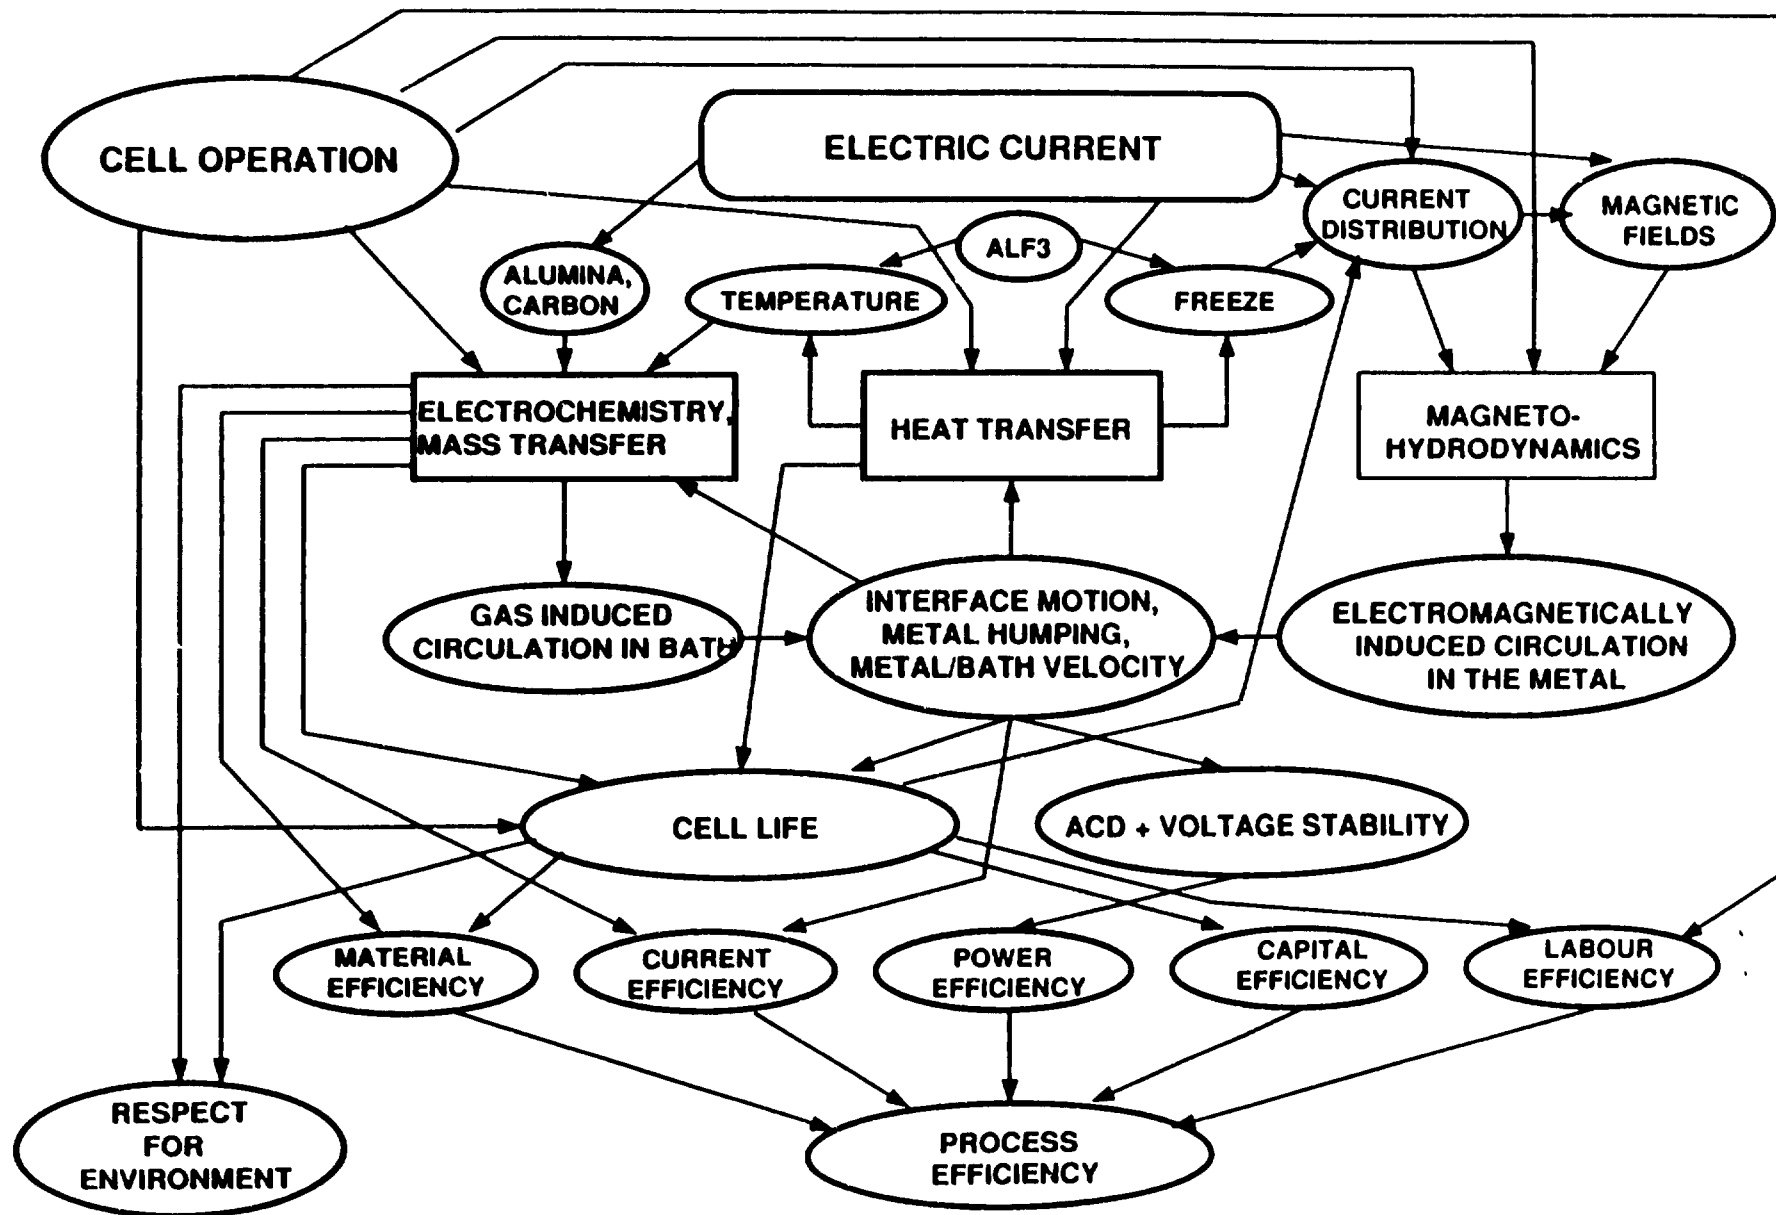 CELL OPERATION
ELECTRIC CURRENT
CURRENT
DISTRIBUTION
MAGNETIC
FIELDS
ALF3
ALUMINA,
CARBON
TEMPERATURE
FREEZE
ELECTROCHEMISTRY,
MASS TRANSFER
HEAT TRANSFER
MAGNETO-
HYDRODYNAMICS
GAS INDUCED
CIRCULATION IN BATH
INTERFACE MOTION,
METAL HUMPING,
METAL/BATH VELOCITY
ELECTROMAGNETICALLY
INDUCED CIRCULATION
IN THE METAL
CELL LIFE
ACD + VOLTAGE STABILITY
MATERIAL
EFFICIENCY
CURRENT
EFFICIENCY
POWER
EFFICIENCY
CAPITAL
EFFICIENCY
LABOUR
EFFICIENCY
RESPECT
FOR
ENVIRONMENT
PROCESS
EFFICIENCY